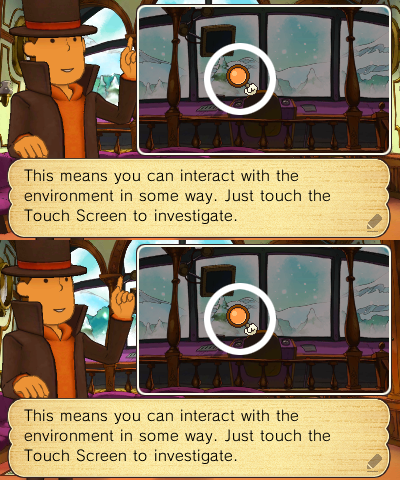 This means you can interact with the
environment in some way. Just touch the
Touch Screen to investigate.
This means you can interact with the
environment in some way. Just touch the
Touch Screen to investigate.